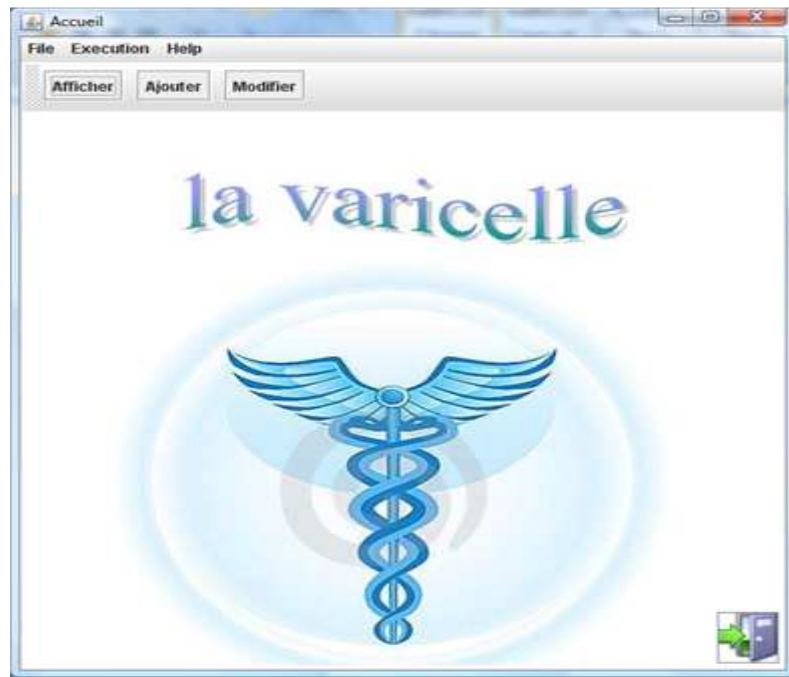 Accueil
File Execution Help
Afficher Ajouter Modifier
la varicelle